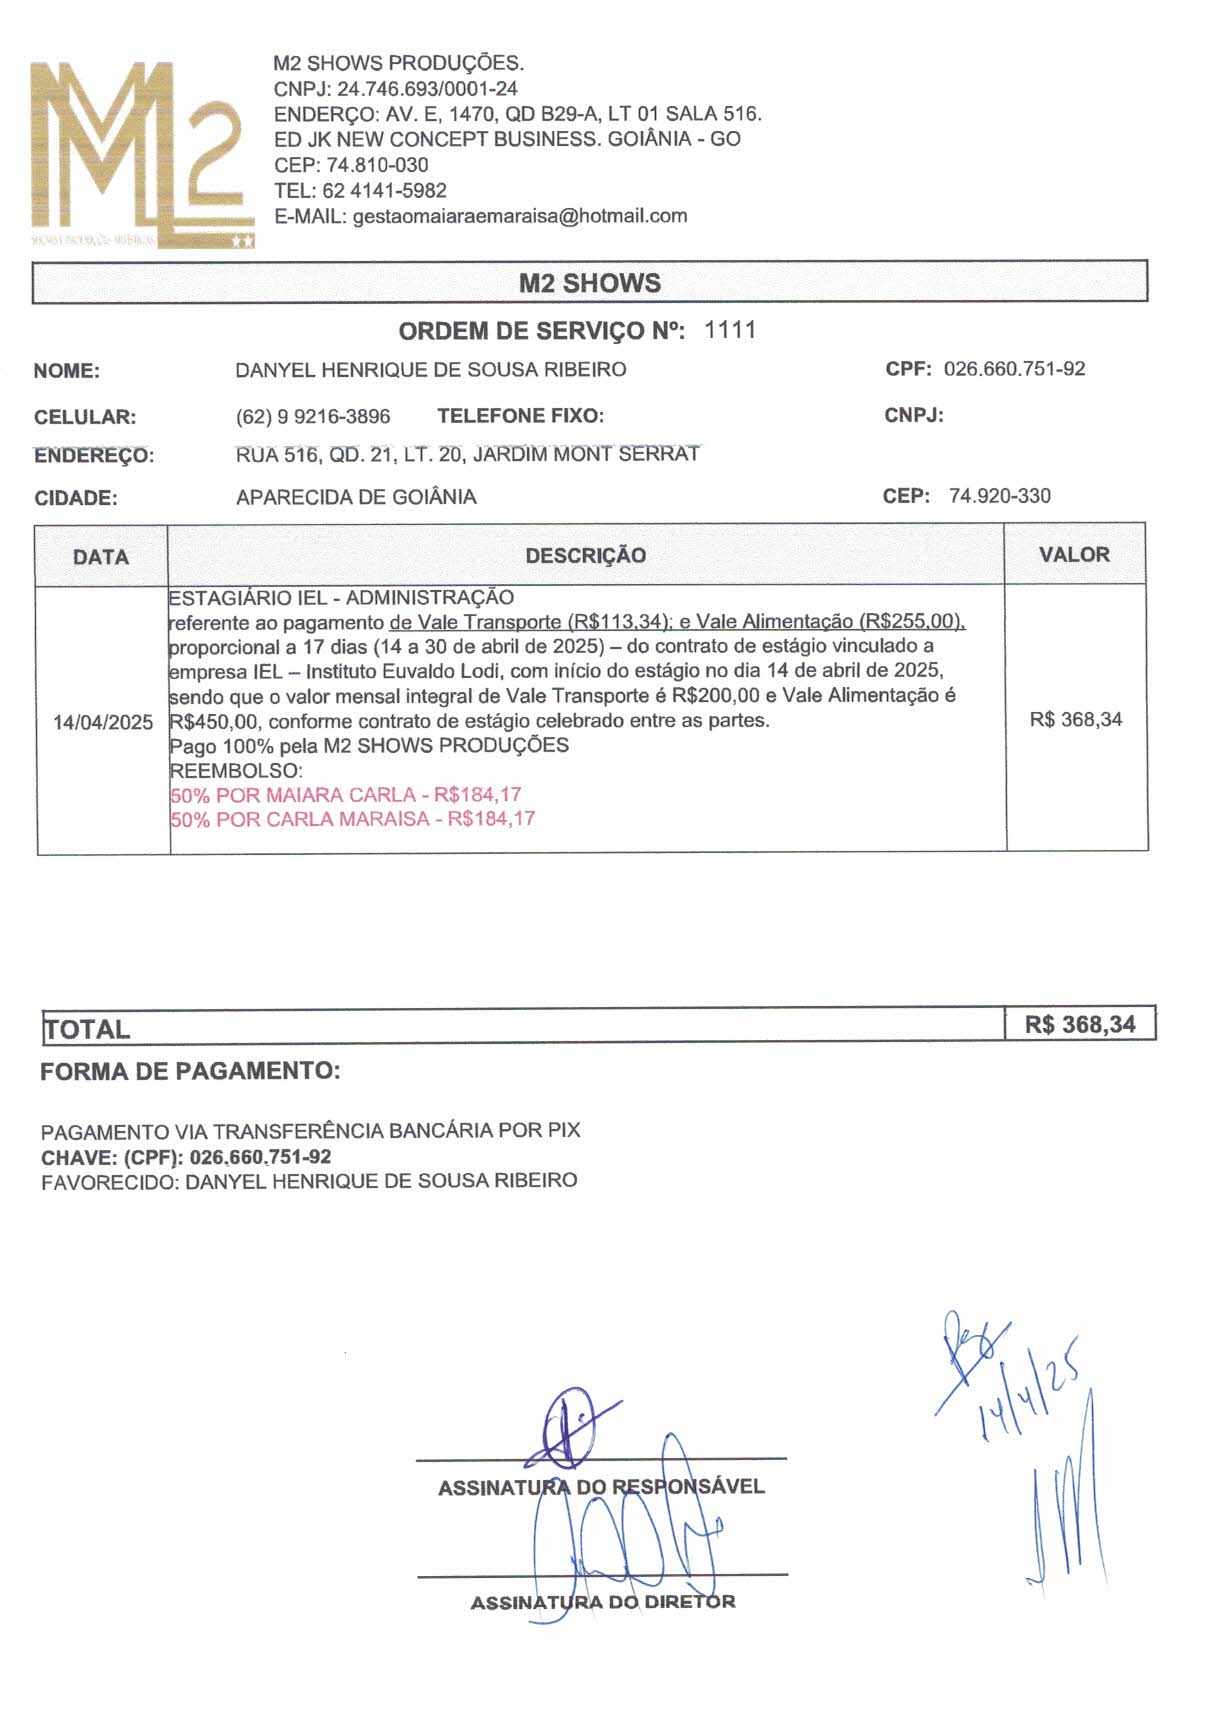 M2 SHOWS PRODUÇÕES.
CNPJ: 24.746.693/0001-24
ENDERÇO: AV. E, 1470, QD B29-A, LT 01 SALA 516.
ED JK NEW CONCEPT BUSINESS. GOIÂNIA - GO
CEP: 74.810-030
TEL: 62 4141-5982
E-MAIL: gestaomaiaraemaraisa@hotmail.com
M2
M2 SHOWS
ORDEM DE SERVIÇO Nº: 1111
NOME: DANYEL HENRIQUE DE SOUSA RIBEIRO CPF: 026.660.751-92
CELULAR: (62) 9 9216-3896 TELEFONE FIXO: CNPJ:
ENDEREÇO: RUA 516, QD. 21, LT. 20, JARDIM MONT SERRAT
CIDADE: APARECIDA DE GOIÂNIA CEP: 74.920-330
DATA DESCRIÇÃO VALOR
ESTAGIÁRIO IEL - ADMINISTRAÇÃO
referente ao pagamento de Vale Transporte (R$113,34); e Vale Alimentação (R$255,00),
proporcional a 17 dias (14 a 30 de abril de 2025) – do contrato de estágio vinculado a
empresa IEL – Instituto Euvaldo Lodi, com início do estágio no dia 14 de abril de 2025,
sendo que o valor mensal integral de Vale Transporte é R$200,00 e Vale Alimentação é
14/04/2025 R$450,00, conforme contrato de estágio celebrado entre as partes. R$ 368,34
Pago 100% pela M2 SHOWS PRODUÇÕES
REEMBOLSO:
50% POR MAIARA CARLA - R$184,17
50% POR CARLA MARAISA - R$184,17
TOTAL R$ 368,34
FORMA DE PAGAMENTO:
PAGAMENTO VIA TRANSFERÊNCIA BANCÁRIA POR PIX
CHAVE: (CPF): 026.660.751-92
FAVORECIDO: DANYEL HENRIQUE DE SOUSA RIBEIRO
14/4/25
ASSINATURA DO RESPONSÁVEL
ASSINATURA DO DIRETOR